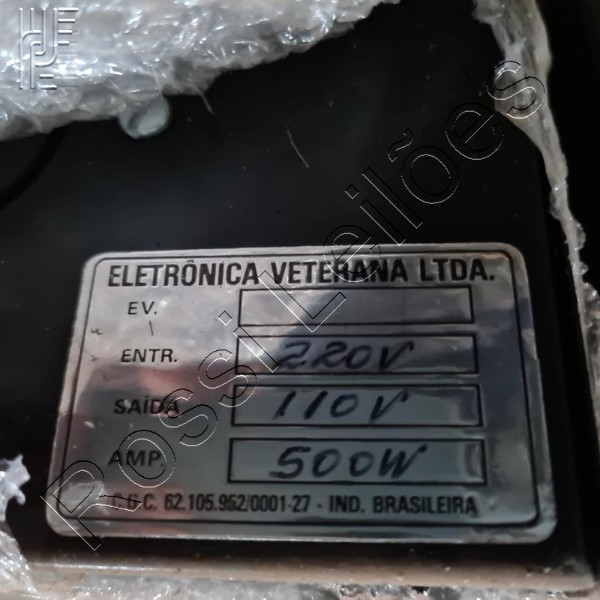 ELETRÔNICA VETERANA LTDA.
EV.
ENTR. 220V
SAÍDA 110V
AMP. 500W
C.G.C. 62.105.952/0001-27 - IND. BRASILEIRA
Rossi Leilões